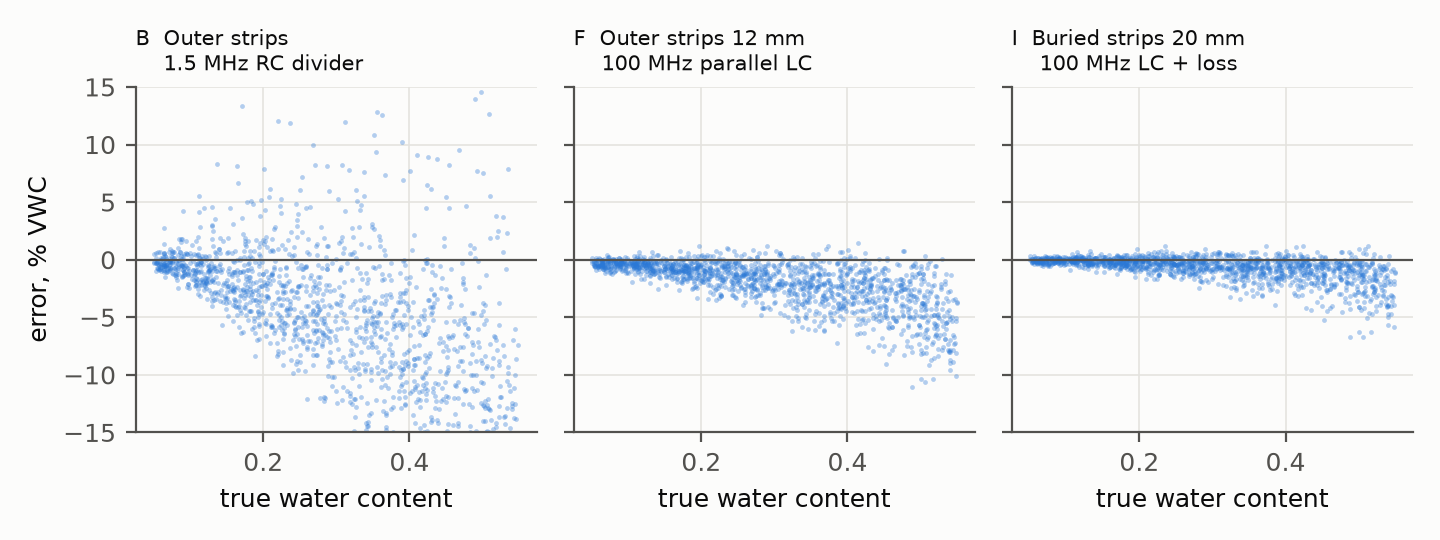 B Outer strips
1.5 MHz RC divider
F Outer strips 12 mm
100 MHz parallel LC
I Buried strips 20 mm
100 MHz LC + loss
error, % VWC
15
10
5
0
−5
−10
−15
0.2 0.4
0.2 0.4
0.2 0.4
true water content
true water content
true water content